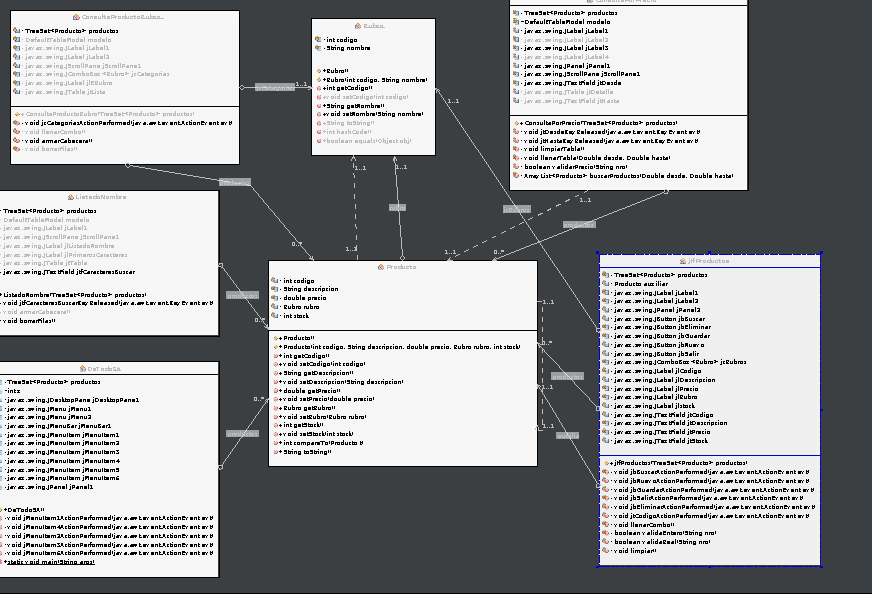 ConsultaProductoRubro..
- TreeSet<Producto> productos
- DefaultTableModel modelo
- javax.swing.JLabel jLabel1
- javax.swing.JLabel jLabel3
- javax.swing.JScrollPane jScrollPane1
- javax.swing.JComboBox <Rubro> jcCategorias
- javax.swing.JLabel jlERubro
- javax.swing.JTable jtLista
+ ConsultaProductoRubro(TreeSet<Producto> productos)
- void jcCategoriasActionPerformed(java.awt.event.ActionEvent evt)
- void llenarCombo()
- void armarCabecera()
- void borrarFilas()
Rubro..
- int codigo
- String nombre
+Rubro()
+Rubro(int codigo, String nombre)
+int getCodigo()
+void setCodigo(int codigo)
+String getNombre()
+void setNombre(String nombre)
+String toString()
+int hashCode()
+boolean equals(Object obj)
- TreeSet<Producto> productos
-DefaultTableModel modelo
- javax.swing.JLabel jLabel1
- javax.swing.JLabel jLabel2
- javax.swing.JLabel jLabel3
- javax.swing.JLabel jLabel4
- javax.swing.JPanel jPanel1
- javax.swing.JScrollPane jScrollPane1
- javax.swing.JTextField jtDesde
- javax.swing.JTable jtDetalle
- javax.swing.JTextField jtHasta
+ ConsultaPorPrecio(TreeSet<Producto> productos)
- void jtDesdeKeyReleased(java.awt.event.KeyEvent evt)
- void jtHastaKeyReleased(java.awt.event.KeyEvent evt)
- void limpiarTabla()
- void llenarTabla(Double desde, Double hasta)
- boolean validarPrecio(String nro)
- ArrayList<Producto> buscarProductos(Double desde, Double hasta)
ListadoNombre
- TreeSet<Producto> productos
- DefaultTableModel modelo
- javax.swing.JLabel jLabel1
- javax.swing.JScrollPane jScrollPane1
- javax.swing.JLabel jlListadoNombre
- javax.swing.JLabel jlPrimerosCaracteres
- javax.swing.JTable jtTabla
- javax.swing.JTextField jtfCaracteresBuscar
ListadoNombre(TreeSet<Producto> productos)
- void jtfCaracteresBuscarKeyReleased(java.awt.event.KeyEvent evt)
- void armarCabecera()
- void borrarFilas()
Producto
- int codigo
- String descripcion
- double precio
- Rubro rubro
- int stock
+Producto()
+Producto(int codigo, String descripcion, double precio, Rubro rubro, int stock)
+int getCodigo()
+void setCodigo(int codigo)
+String getDescripcion()
+void setDescripcion(String descripcion)
+double getPrecio()
+void setPrecio(double precio)
+Rubro getRubro()
+void setRubro(Rubro rubro)
+int getStock()
+void setStock(int stock)
+int compareTo(Producto t)
+String toString()
DeTodoSA
- TreeSet<Producto> productos
- javax.swing.JDesktopPane jDesktopPane1
- javax.swing.JMenu jMenu1
- javax.swing.JMenu jMenu3
- javax.swing.JMenuBar jMenuBar1
- javax.swing.JMenuItem jMenuItem1
- javax.swing.JMenuItem jMenuItem2
- javax.swing.JMenuItem jMenuItem3
- javax.swing.JMenuItem jMenuItem4
- javax.swing.JMenuItem jMenuItem5
- javax.swing.JMenuItem jMenuItem6
- javax.swing.JPanel jPanel1
+DeTodoSA()
-void jMenuItem1ActionPerformed(java.awt.event.ActionEvent evt)
-void jMenuItem4ActionPerformed(java.awt.event.ActionEvent evt)
-void jMenuItem2ActionPerformed(java.awt.event.ActionEvent evt)
-void jMenuItem3ActionPerformed(java.awt.event.ActionEvent evt)
-void jMenuItem6ActionPerformed(java.awt.event.ActionEvent evt)
+static void main(String args)
jffProductos
- TreeSet<Producto> productos
- Producto auxiliar
- javax.swing.JLabel jLabel1
- javax.swing.JLabel jLabel3
- javax.swing.JPanel jPanel3
- javax.swing.JButton jbBuscar
- javax.swing.JButton jbEliminar
- javax.swing.JButton jbGuardar
- javax.swing.JButton jbNuevo
- javax.swing.JButton jbSalir
- javax.swing.JComboBox <Rubro> jcRubros
- javax.swing.JLabel jlCodigo
- javax.swing.JLabel jlDescripcion
- javax.swing.JLabel jlPrecio
- javax.swing.JLabel jlRubro
- javax.swing.JLabel jlstock
- javax.swing.JTextField jtCodigo
- javax.swing.JTextField jtDescripcion
- javax.swing.JTextField jtPrecio
- javax.swing.JTextField jtStock
+ jffProductos(TreeSet<Producto> productos)
- void jbBuscarActionPerformed(java.awt.event.ActionEvent evt)
- void jbNuevoActionPerformed(java.awt.event.ActionEvent evt)
- void jbGuardarActionPerformed(java.awt.event.ActionEvent evt)
- void jbSalirActionPerformed(java.awt.event.ActionEvent evt)
- void jbEliminarActionPerformed(java.awt.event.ActionEvent evt)
- void jtCodigoActionPerformed(java.awt.event.ActionEvent evt)
- void llenarCombo()
- boolean validaEntero(String nro)
- boolean validaReal(String nro)
- void limpiar()
1..1
1..1
1..1
1..1
1..1
1..1
1..1
0..*
0..*
0..*
0..*
1..1
1..1
1..1
rubro
productos
productos
productos
productos
auxiliar